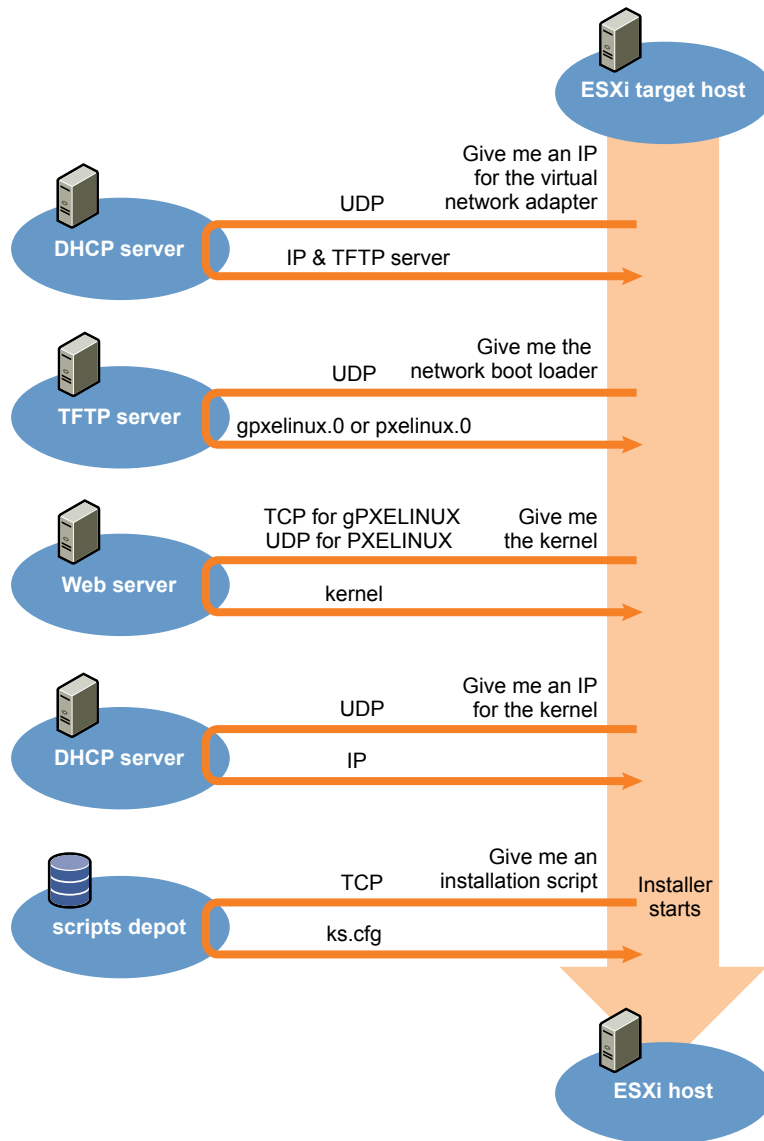 ESXi target host
Give me an IP
for the virtual
network adapter
UDP
DHCP server
IP & TFTP server
Give me the
network boot loader
UDP
TFTP server
gpxelinux.0 or pxelinux.0
TCP for gPXELINUX
UDP for PXELINUX
Give me
the kernel
Web server
kernel
Give me an IP
for the kernel
UDP
DHCP server
IP
Give me an
installation script
TCP
Installer
starts
scripts depot
ks.cfg
ESXi host